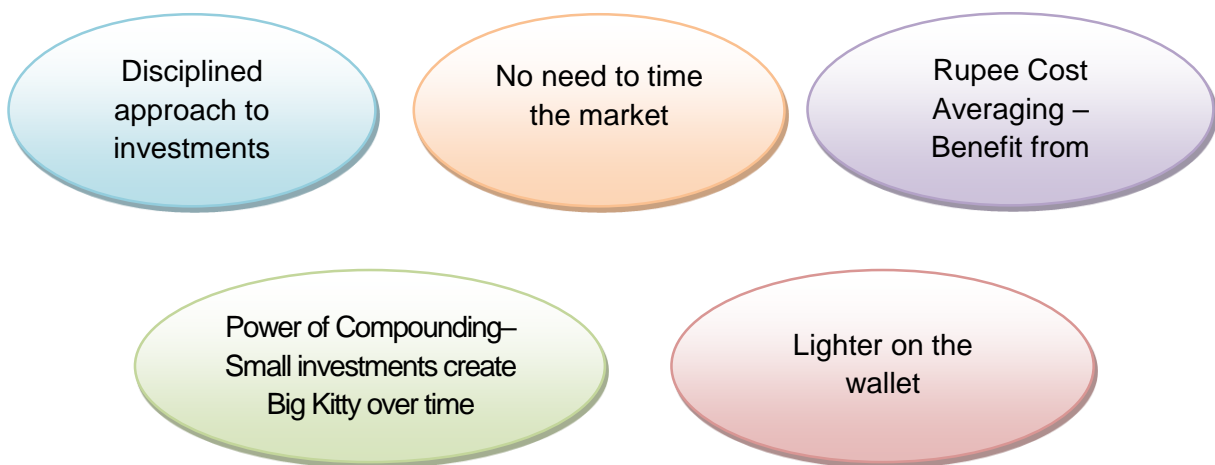 Disciplined
approach to
investments
No need to time
the market
Rupee Cost
Averaging –
Benefit from
Power of Compounding–
Small investments create
Big Kitty over time
Lighter on the
wallet